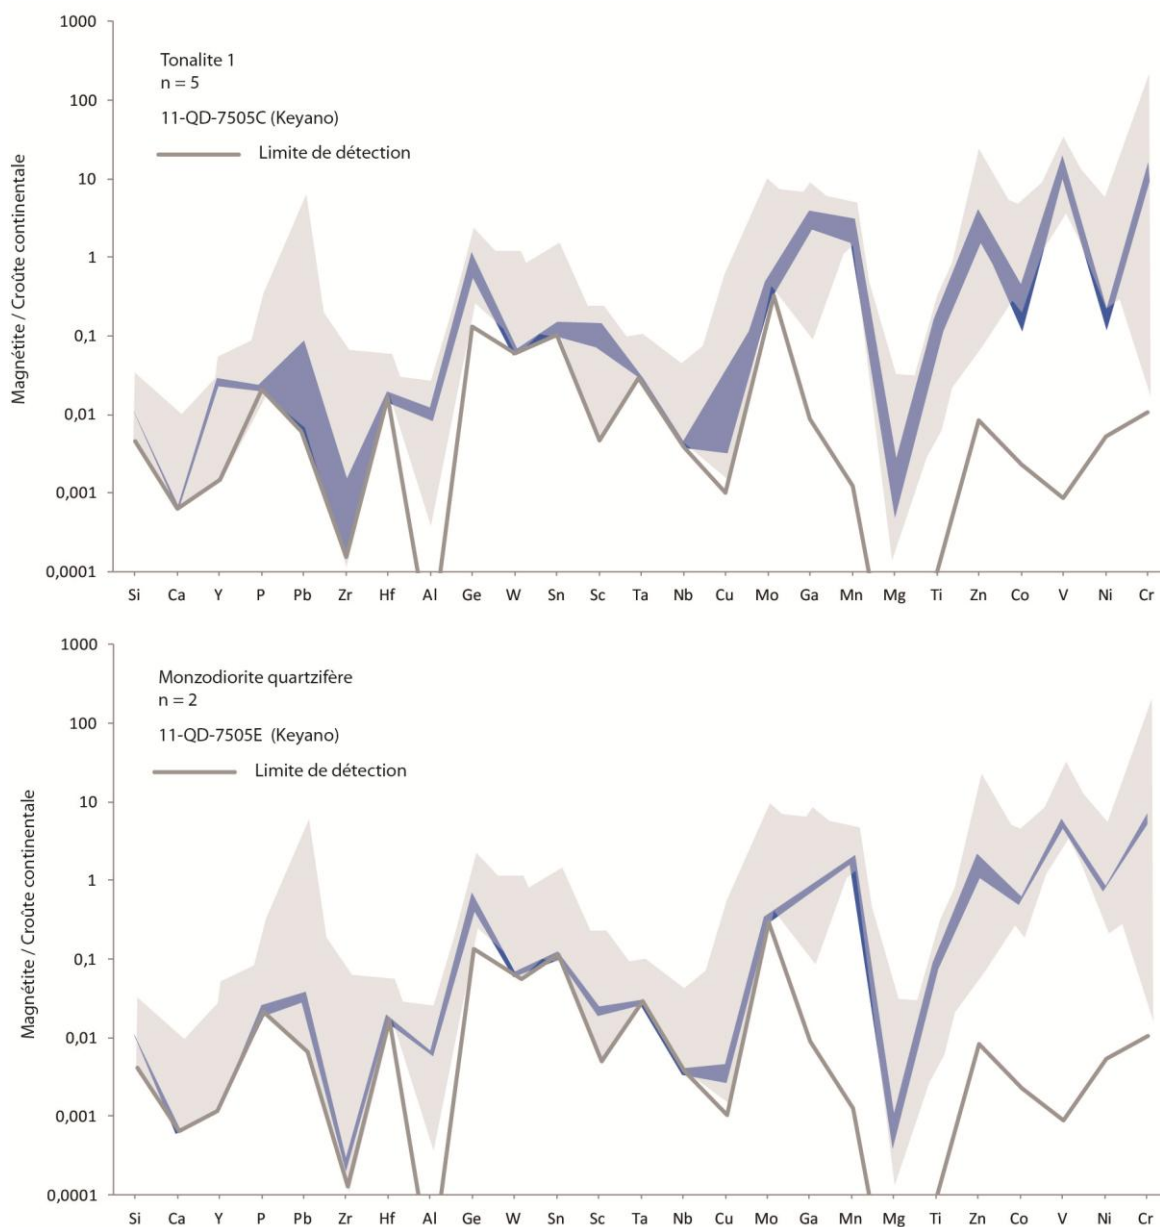 1000
Tonalite 1
n = 5
100
11-QD-7505C (Keyano)
Limite de détection
10
1
0,1
0,01
0,001
0,0001
Magnétite / Croûte continentale
Si Ca Y P Pb Zr Hf Al Ge W Sn Sc Ta Nb Cu Mo Ga Mn Mg Ti Zn Co V Ni Cr
1000
Monzodiorite quartzifère
n = 2
100
11-QD-7505E (Keyano)
Limite de détection
10
1
0,1
0,01
0,001
0,0001
Magnétite / Croûte continentale
Si Ca Y P Pb Zr Hf Al Ge W Sn Sc Ta Nb Cu Mo Ga Mn Mg Ti Zn Co V Ni Cr